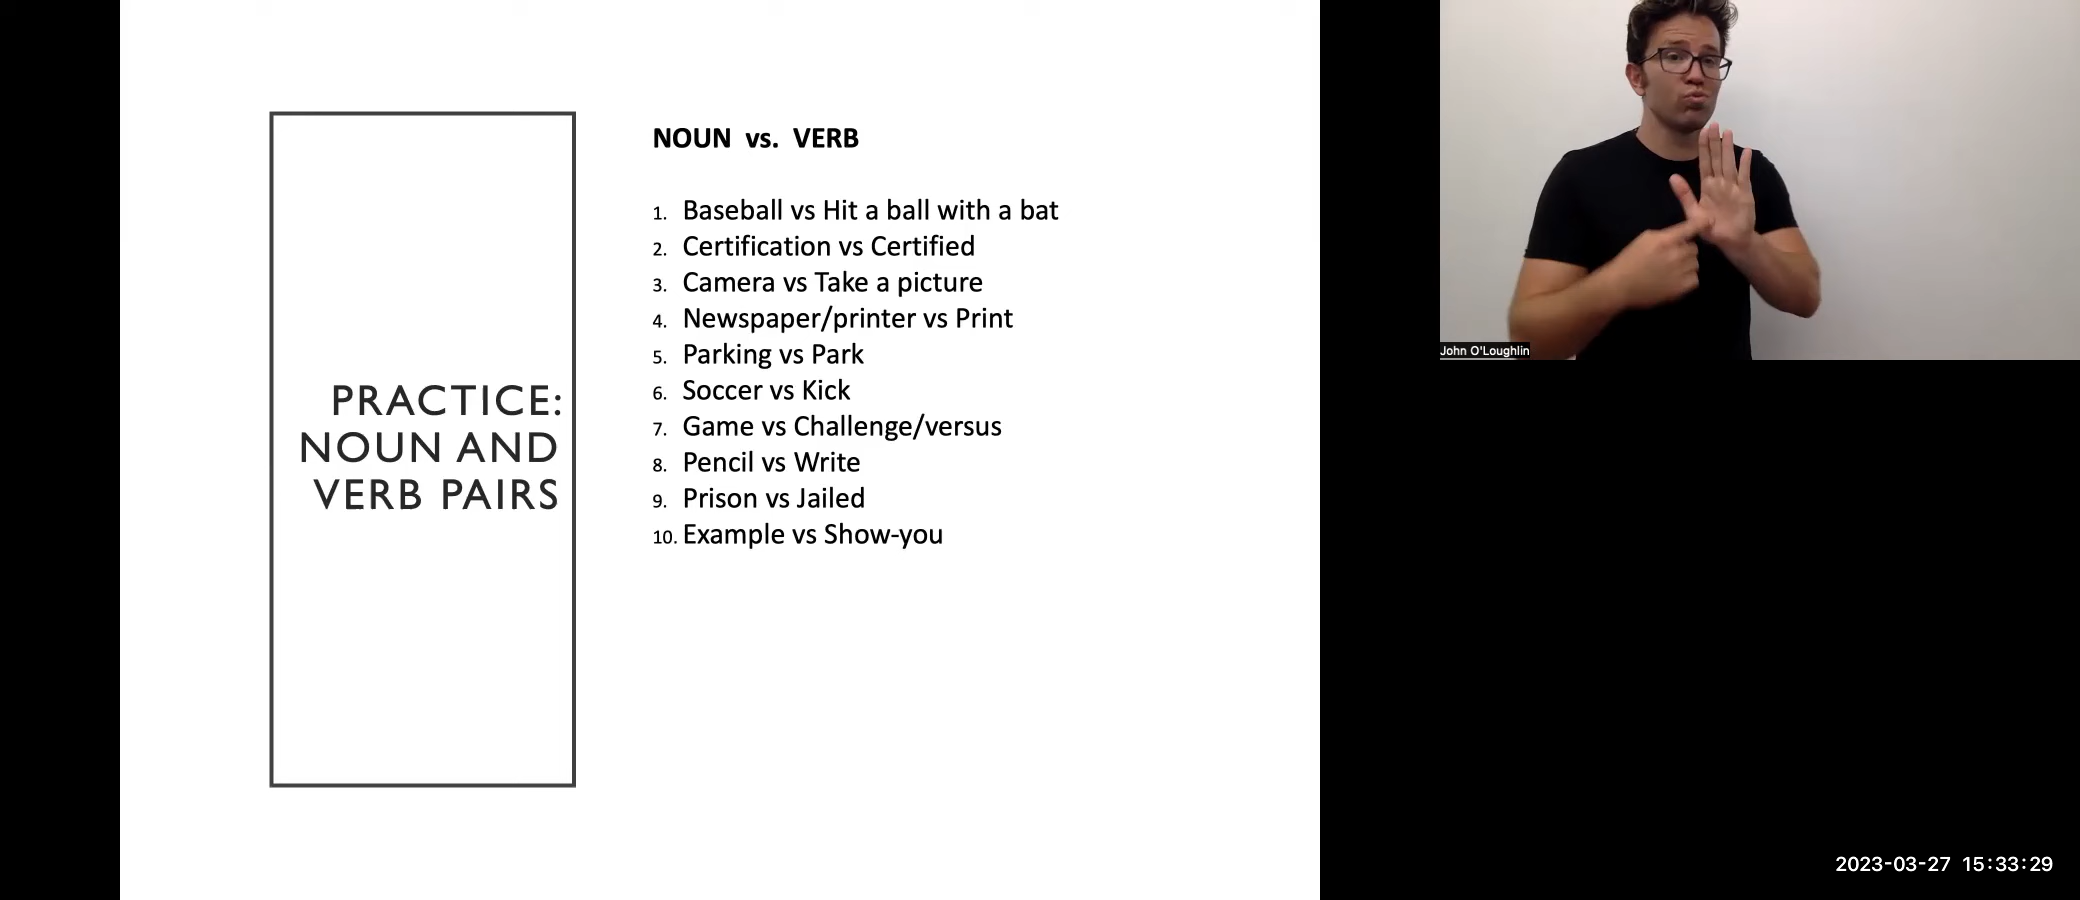 PRACTICE:
NOUN AND
VERB PAIRS
NOUN vs. VERB
1. Baseball vs Hit a ball with a bat
2. Certification vs Certified
3. Camera vs Take a picture
4. Newspaper/printer vs Print
5. Parking vs Park
6. Soccer vs Kick
7. Game vs Challenge/versus
8. Pencil vs Write
9. Prison vs Jailed
10. Example vs Show-you
John O'Loughlin
2023-03-27 15:33:29